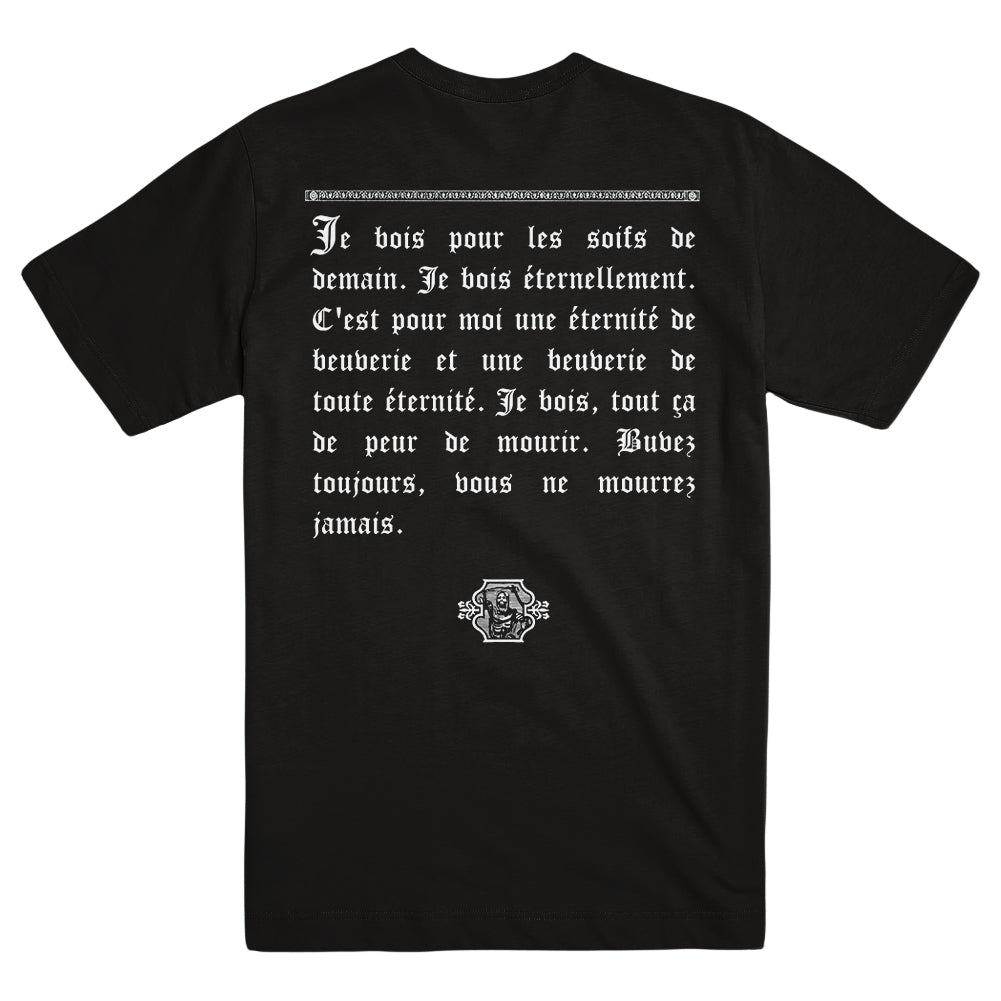 Je bois pour les soifs de
demain. Je bois éternellement.
C'est pour moi une éternité de
beuverie et une beuverie de
toute éternité. Je bois, tout ça
de peur de mourir. Buvez
toujours, vous ne mourrez
jamais.